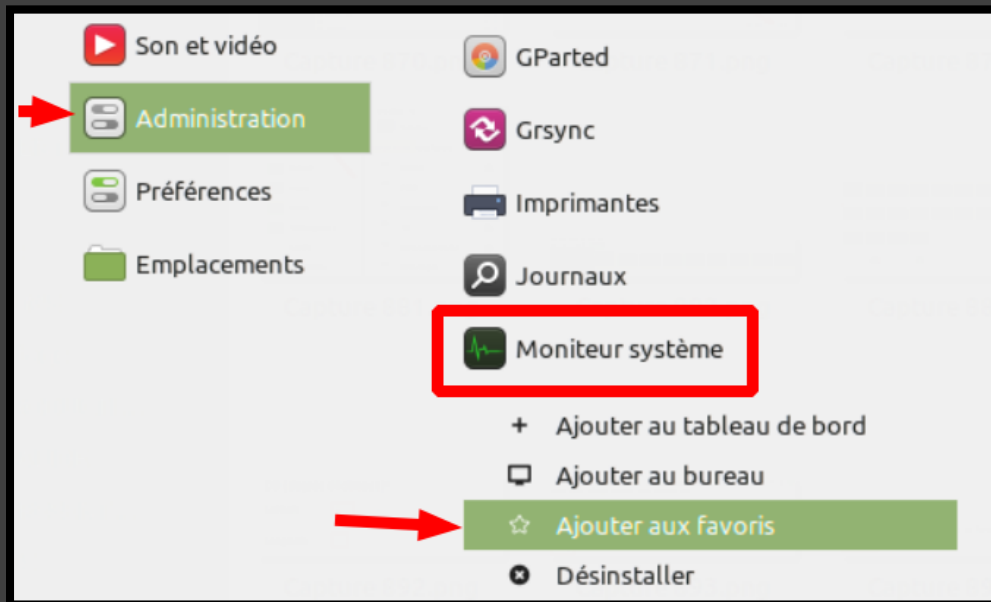 Son et vidéo
Administration
Préférences
Emplacements
GParted
Grsync
Imprimantes
Journaux
Moniteur système
Ajouter au tableau de bord
Ajouter au bureau
Ajouter aux favoris
Désinstaller